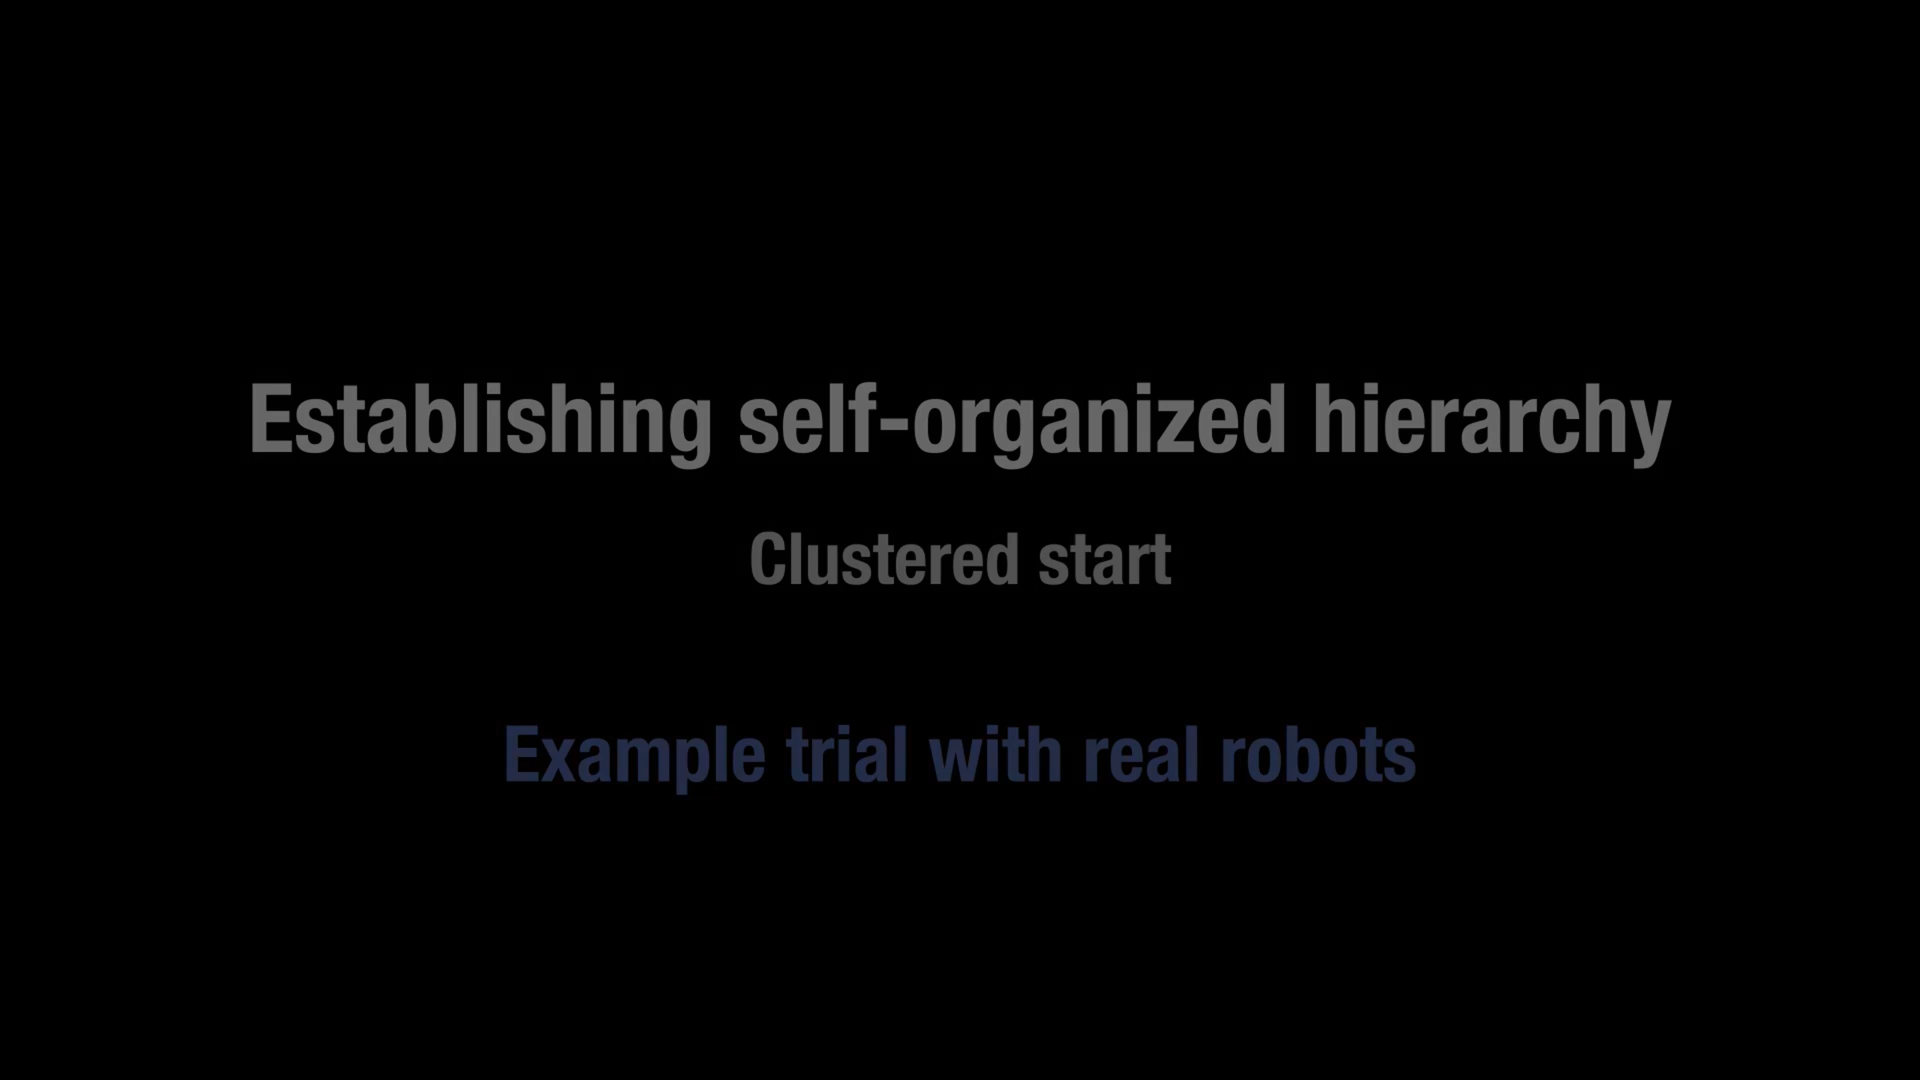 Establishing self-organized hierarchy
Clustered start
Example trial with real robots